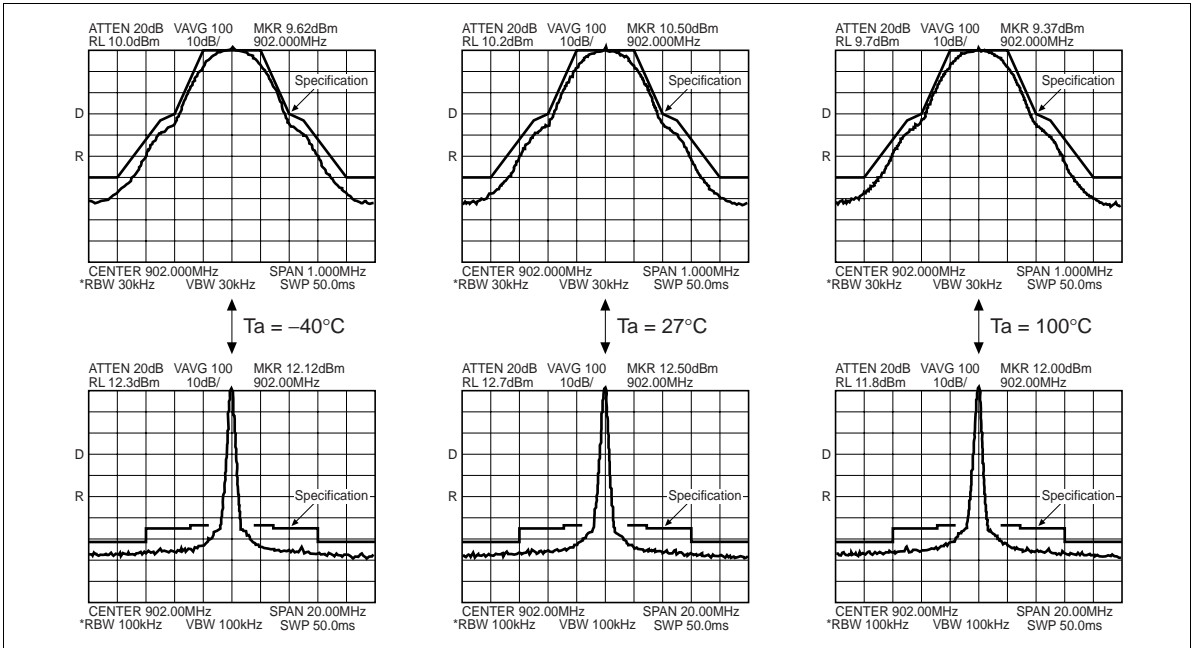 ATTEN 20dB VAVG 100 MKR 9.62dBm
RL 10.0dBm 10dB/ 902.000MHz
Specification
D
R
CENTER 902.000MHz SPAN 1.000MHz
*RBW 30kHz VBW 30kHz SWP 50.0ms
ATTEN 20dB VAVG 100 MKR 10.50dBm
RL 10.2dBm 10dB/ 902.000MHz
Specification
D
R
CENTER 902.000MHz SPAN 1.000MHz
*RBW 30kHz VBW 30kHz SWP 50.0ms
ATTEN 20dB VAVG 100 MKR 9.37dBm
RL 9.7dBm 10dB/ 902.000MHz
Specification
D
R
CENTER 902.000MHz SPAN 1.000MHz
*RBW 30kHz VBW 30kHz SWP 50.0ms
Ta = −40°C
Ta = 27°C
Ta = 100°C
ATTEN 20dB VAVG 100 MKR 12.12dBm
RL 12.3dBm 10dB/ 902.00MHz
D
R
Specification
CENTER 902.00MHz SPAN 20.00MHz
*RBW 100kHz VBW 100kHz SWP 50.0ms
ATTEN 20dB VAVG 100 MKR 12.50dBm
RL 12.7dBm 10dB/ 902.00MHz
D
R
Specification
CENTER 902.00MHz SPAN 20.00MHz
*RBW 100kHz VBW 100kHz SWP 50.0ms
ATTEN 20dB VAVG 100 MKR 12.00dBm
RL 11.8dBm 10dB/ 902.00MHz
D
R
Specification
CENTER 902.00MHz SPAN 20.00MHz
*RBW 100kHz VBW 100kHz SWP 50.0ms